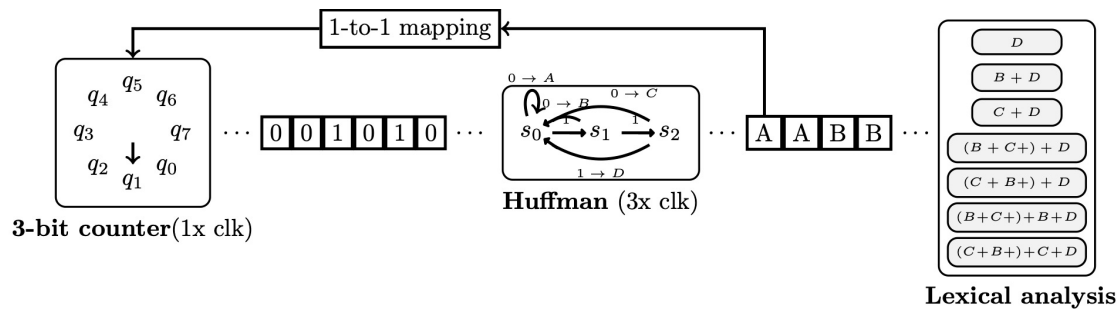 1-to-1 mapping
q5
q4 q6
q3 q7
q2 q0
q1
3-bit counter(1x clk)
··· 0 0 1 0 1 0 ···
0 → A
0 → B
0 → C
1 1
s0 s1 s2
1 → D
Huffman (3x clk)
··· A A B B ···
D
B + D
C + D
(B + C+) + D
(C + B+) + D
(B+C+)+B+D
(C+B+)+C+D
Lexical analysis